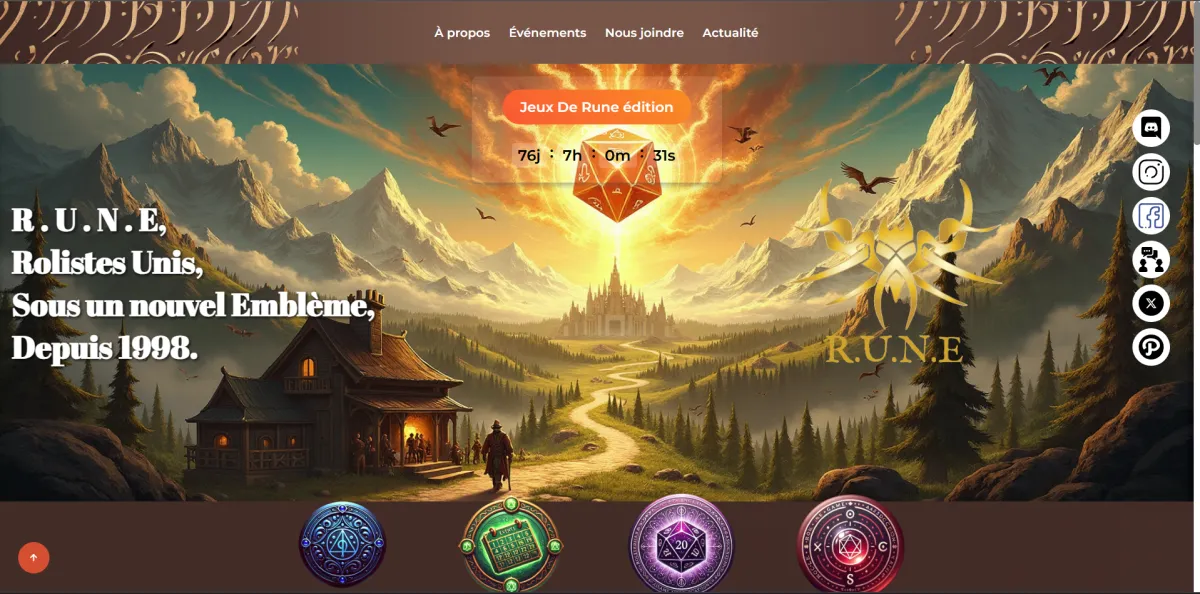 À propos Événements Nous joindre Actualité
Jeux De Rune édition
76j : 7h : 0m : 31s
R . U . N . E,
Rolistes Unis,
Sous un nouvel Emblème,
Depuis 1998.
R.U.N.E
20